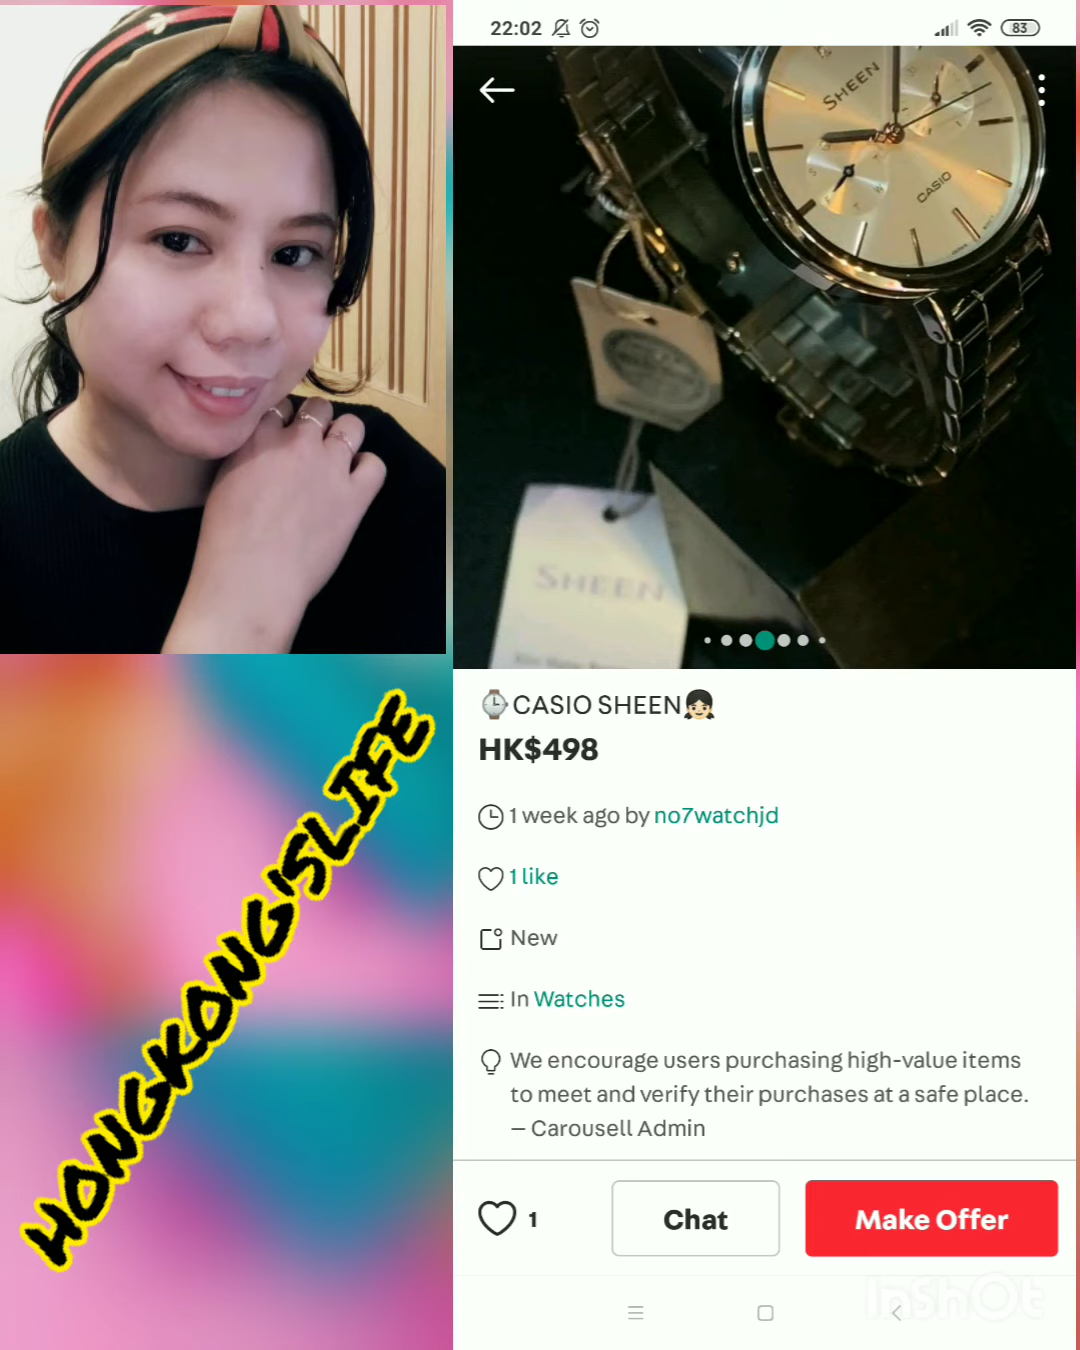 22:02
83
SHEEN
CASIO
SHEEN
HONGKONG'SLIFE
⌚CASIO SHEEN👧🏻
HK$498
1 week ago by no7watchjd
1 like
New
In Watches
We encourage users purchasing high-value items
to meet and verify their purchases at a safe place.
— Carousell Admin
1
Chat
Make Offer
InShOt